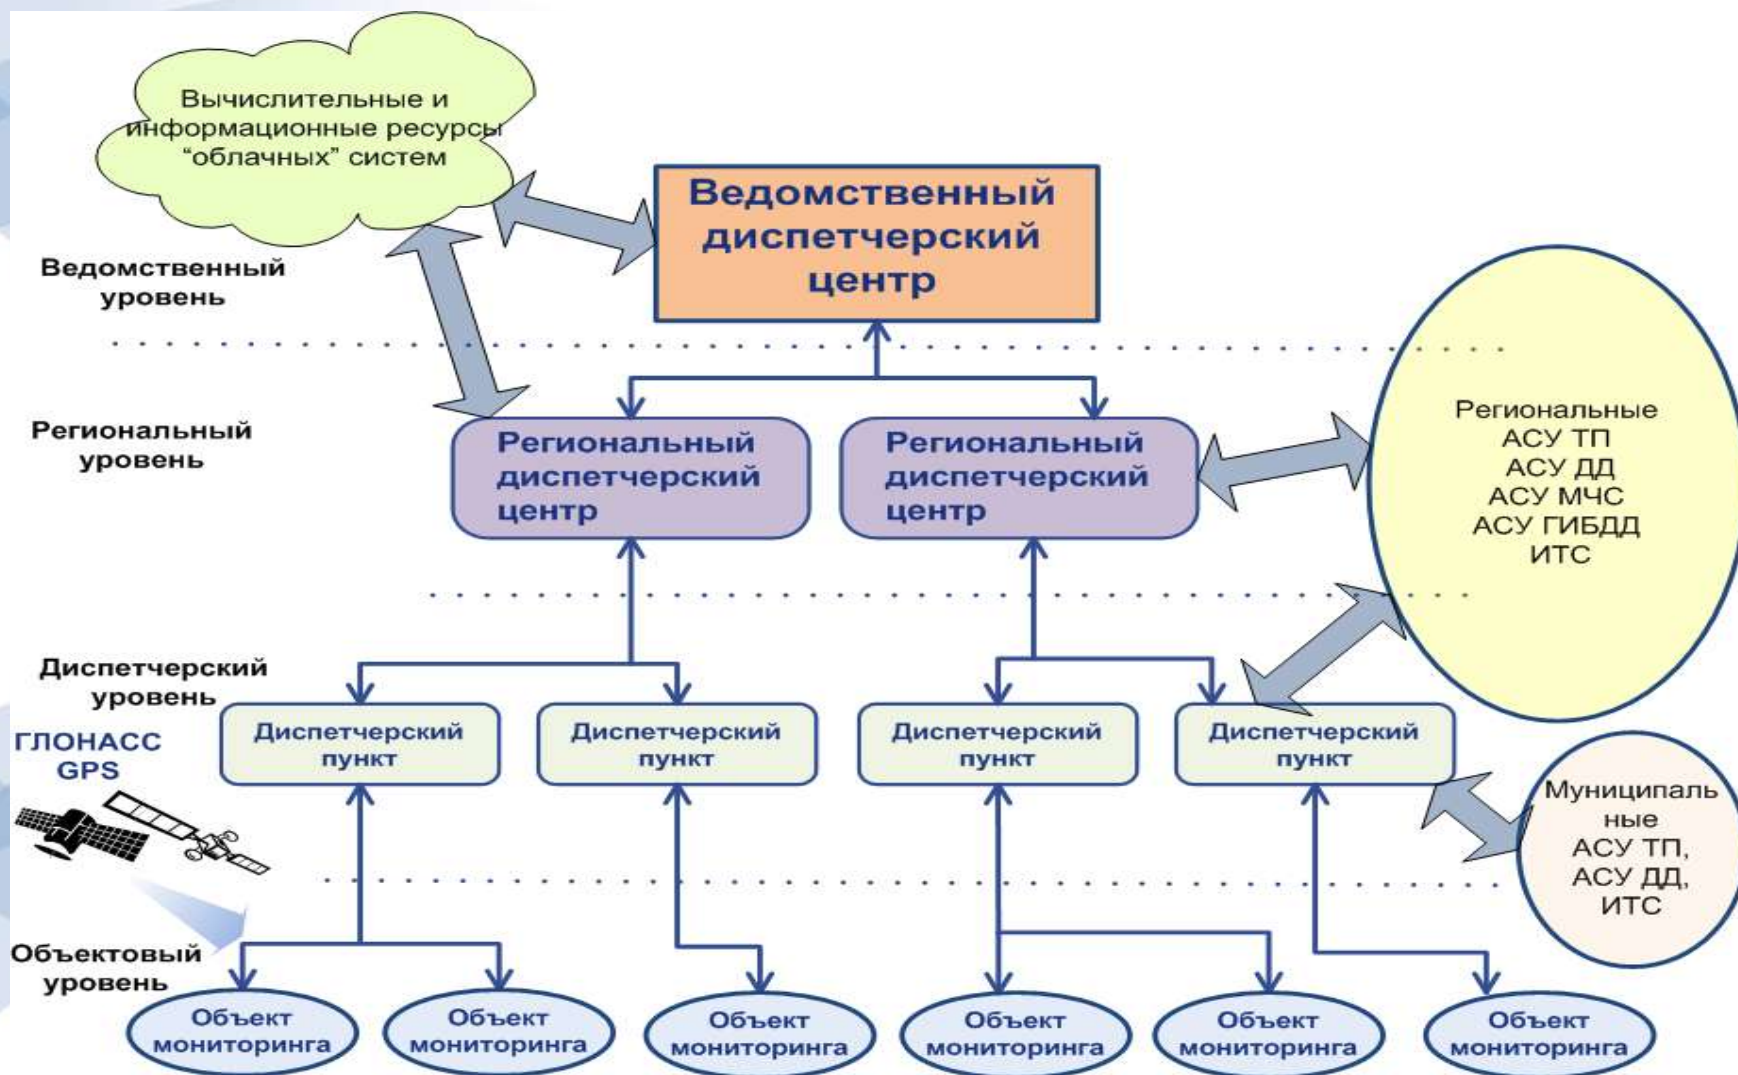 Вычислительные и
информационные ресурсы
“облачных” систем
Ведомственный
диспетчерский
центр
Ведомственный
уровень
Региональный
уровень
Региональный
диспетчерский
центр
Региональный
диспетчерский
центр
Региональные
АСУ ТП
АСУ ДД
АСУ МЧС
АСУ ГИБДД
ИТС
Диспетчерский
уровень
Диспетчерский
пункт
Диспетчерский
пункт
Диспетчерский
пункт
Диспетчерский
пункт
ГЛОНАСС
GPS
Муниципаль
ные
АСУ ТП,
АСУ ДД,
ИТС
Объектовый
уровень
Объект
мониторинга
Объект
мониторинга
Объект
мониторинга
Объект
мониторинга
Объект
мониторинга
Объект
мониторинга